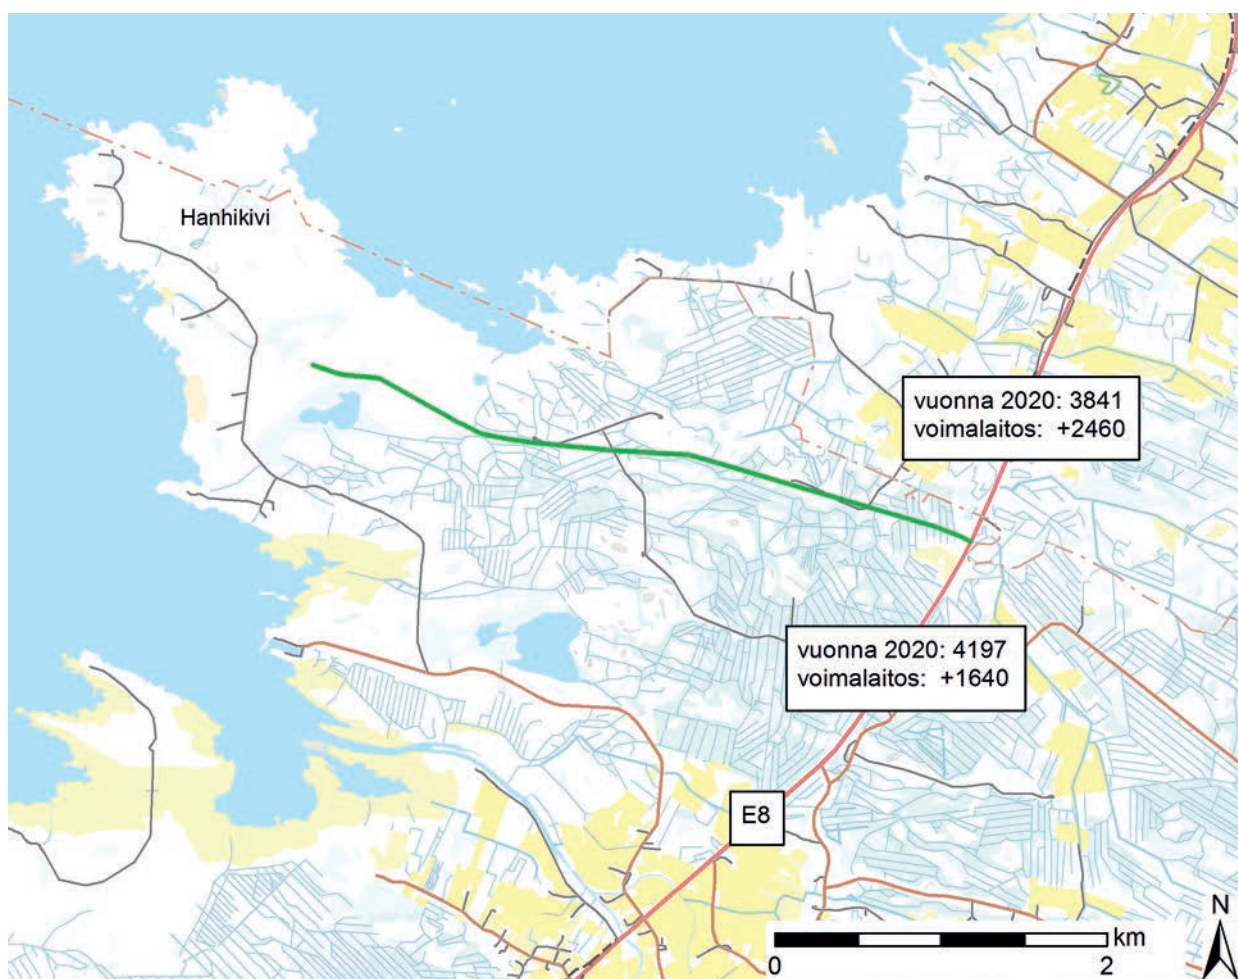 Hanhikivi
vuonna 2020: 3841
voimalaitos: +2460
vuonna 2020: 4197
voimalaitos: +1640
E8
N
km
0 2